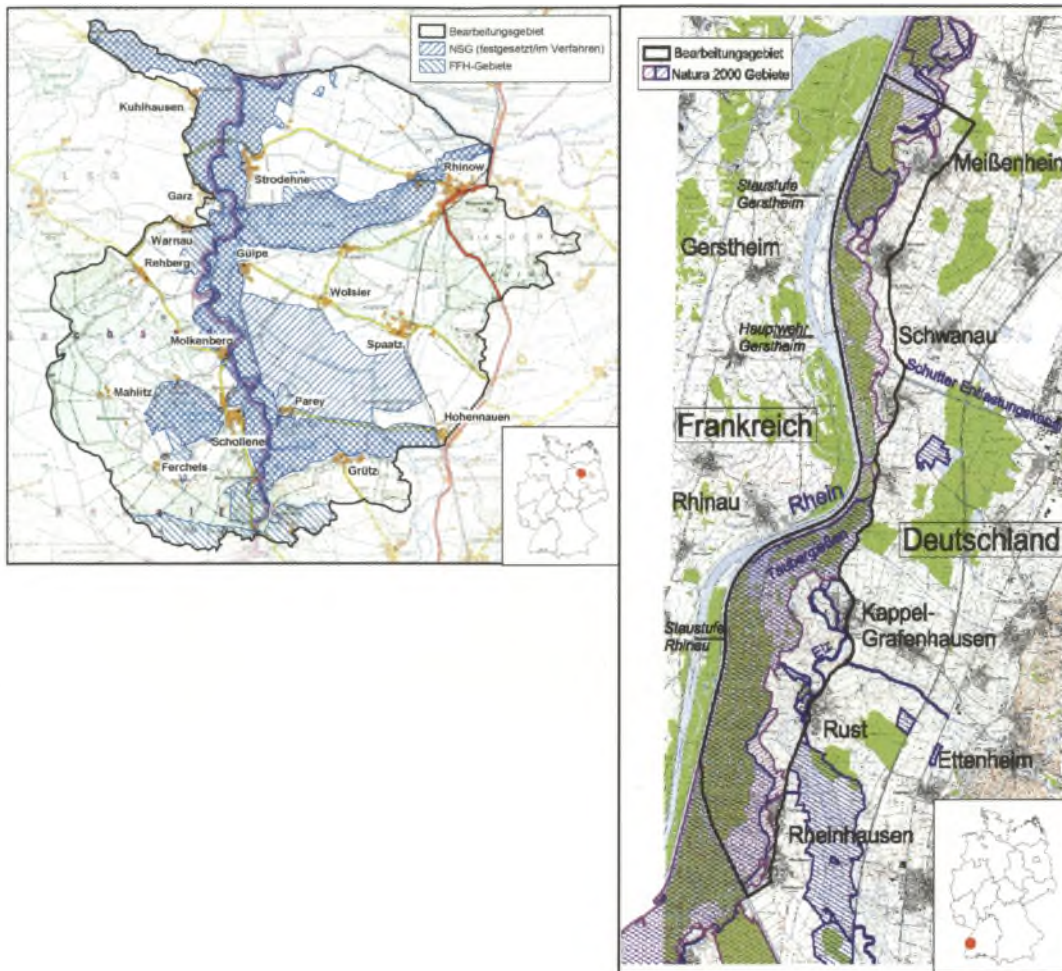 Bearbeitungsgebiet
NSG (festgesetzt/im Verfahren)
FFH-Gebiete
Kuhlhausen
Strodehne
Rhinow
Garz
Warnau
Rehberg
Gülpe
Wolsier
Molkenberg
Spaatz
Mahlitz
Parey
Hohennauen
Schollene
Ferchels
Grütz
Bearbeitungsgebiet
Natura 2000 Gebiete
Meißenhein
Staustufe
Gerstheim
Gerstheim
Hauptwehr
Gerstheim
Schwanau
Schutter Entlastungskanal
Frankreich
Rhinau
Rhein
Deutschland
Taubergießen
Kappel-
Grafenhausen
Staustufe
Rhinau
Elz
Rust
Ettenheim
Rheinhausen